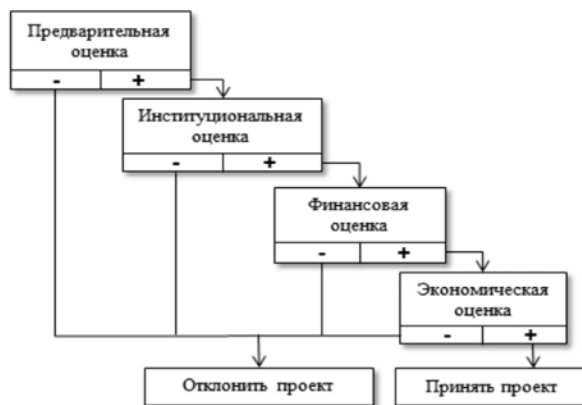 Предварительная
оценка
- +
Институциональная
оценка
- +
Финансовая
оценка
- +
Экономическая
оценка
- +
Отклонить проект
Принять проект